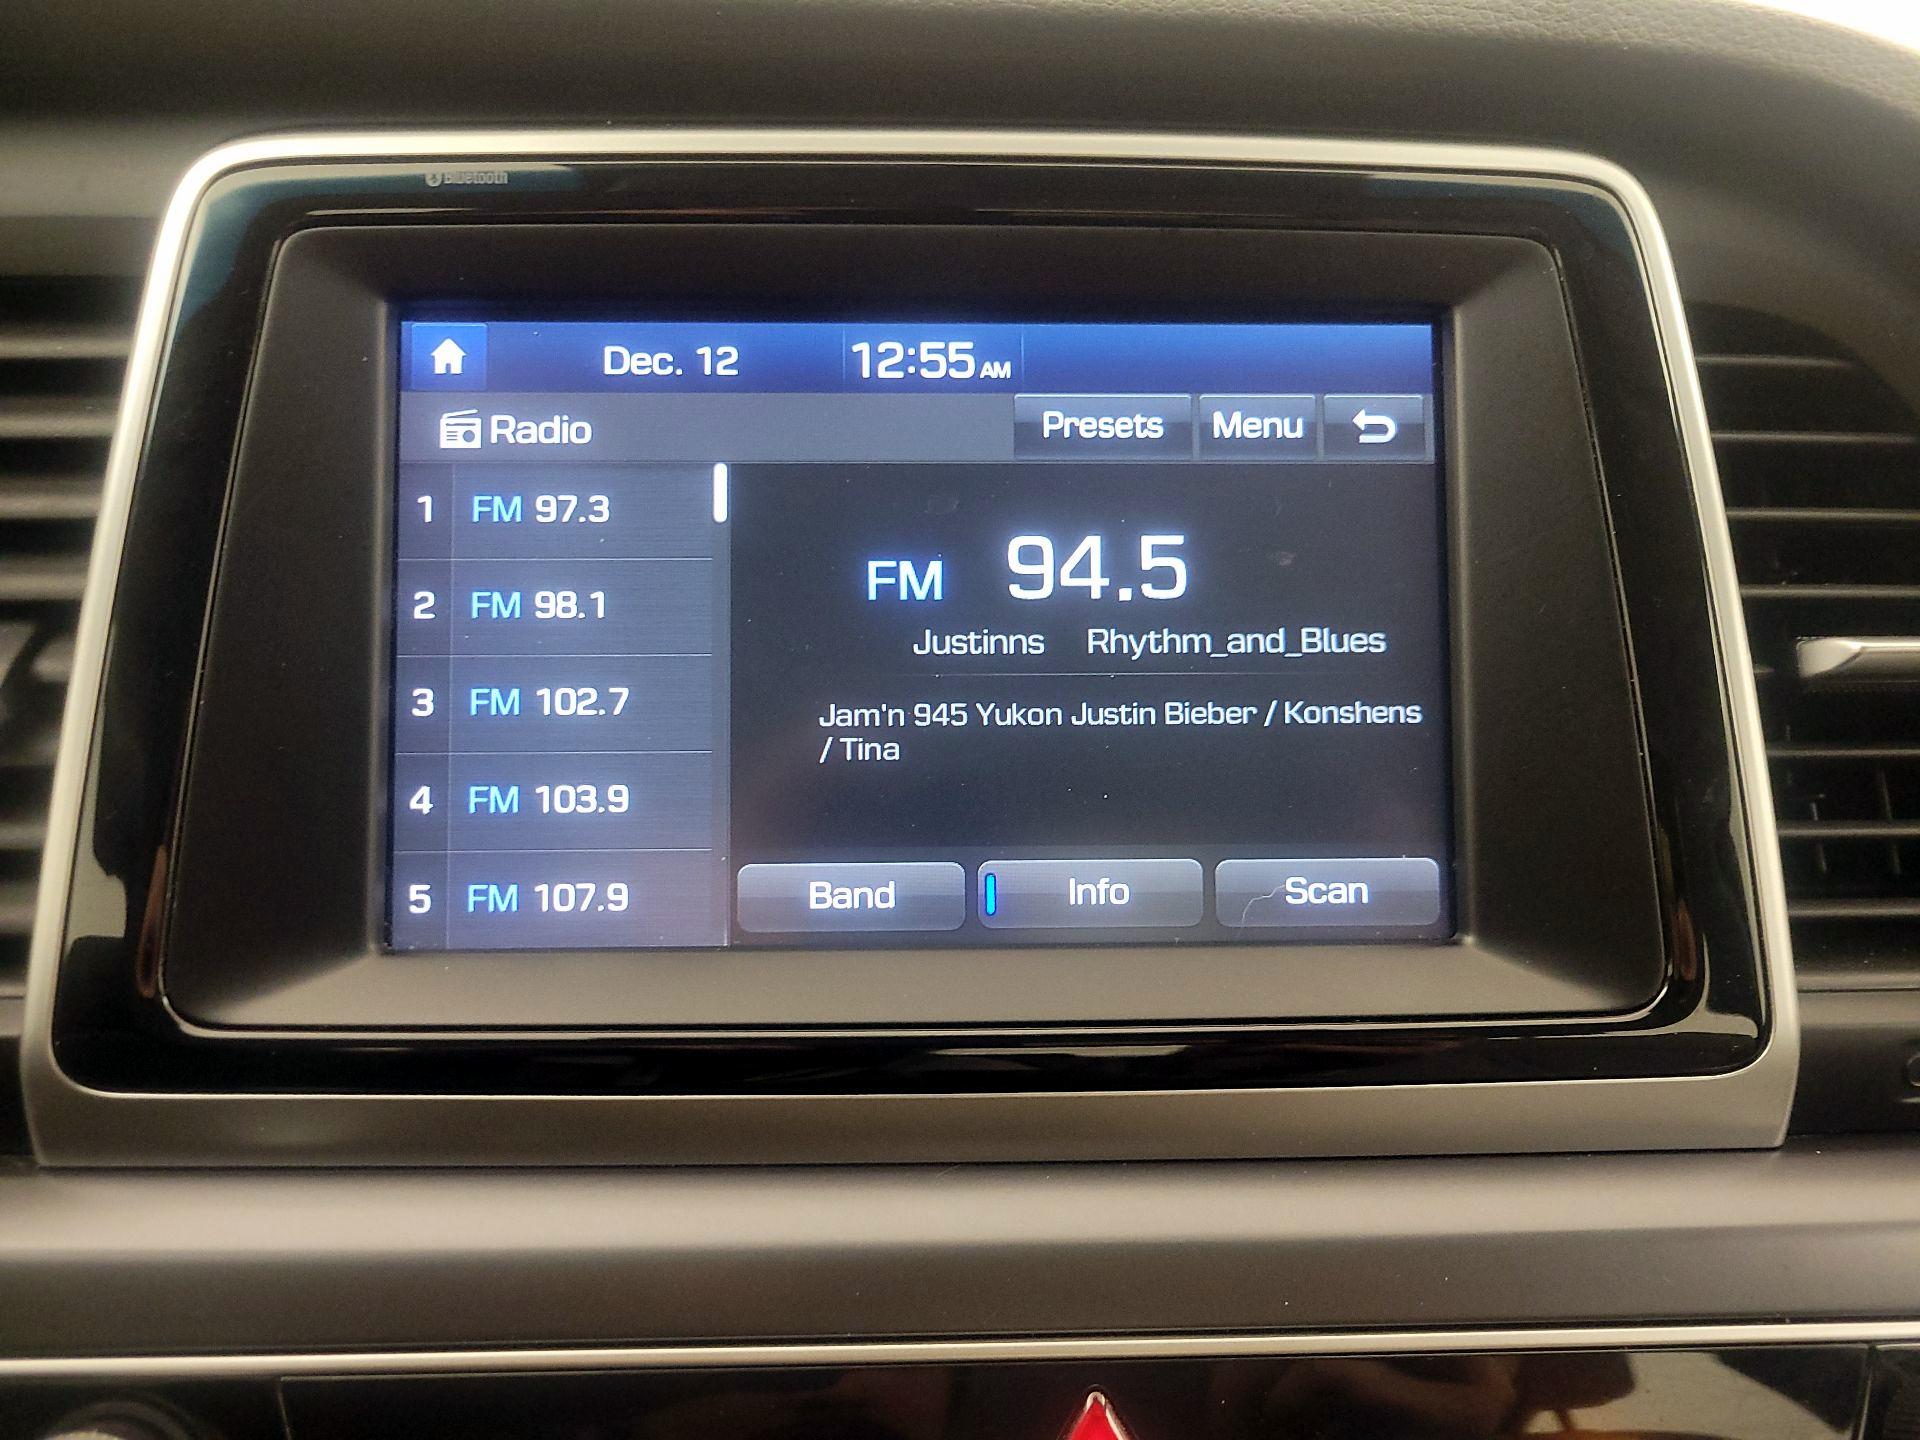 Bluetooth
Dec. 12 12:55 AM
Radio Presets Menu
1 FM 97.3
2 FM 98.1
3 FM 102.7
4 FM 103.9
5 FM 107.9
FM 94.5
Justinns Rhythm_and_Blues
Jam'n 945 Yukon Justin Bieber / Konshens
/ Tina
Band Info Scan